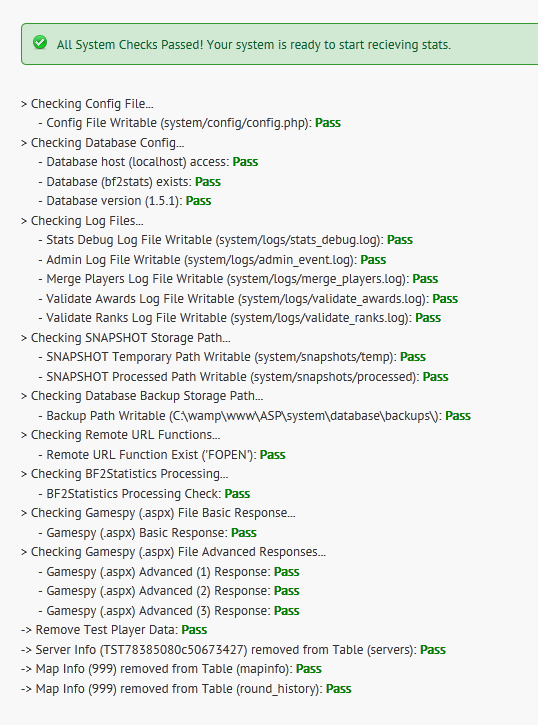 All System Checks Passed! Your system is ready to start recieving stats.
> Checking Config File...
- Config File Writable (system/config/config.php): Pass
> Checking Database Config...
- Database host (localhost) access: Pass
- Database (bf2stats) exists: Pass
- Database version (1.5.1): Pass
> Checking Log Files...
- Stats Debug Log File Writable (system/logs/stats_debug.log): Pass
- Admin Log File Writable (system/logs/admin_event.log): Pass
- Merge Players Log File Writable (system/logs/merge_players.log): Pass
- Validate Awards Log File Writable (system/logs/validate_awards.log): Pass
- Validate Ranks Log File Writable (system/logs/validate_ranks.log): Pass
> Checking SNAPSHOT Storage Path...
- SNAPSHOT Temporary Path Writable (system/snapshots/temp): Pass
- SNAPSHOT Processed Path Writable (system/snapshots/processed): Pass
> Checking Database Backup Storage Path...
- Backup Path Writable (C:\wamp\www\ASP\system\database\backups\): Pass
> Checking Remote URL Functions...
- Remote URL Function Exist ('FOPEN'): Pass
> Checking BF2Statistics Processing...
- BF2Statistics Processing Check: Pass
> Checking Gamespy (.aspx) File Basic Response...
- Gamespy (.aspx) Basic Response: Pass
> Checking Gamespy (.aspx) File Advanced Responses...
- Gamespy (.aspx) Advanced (1) Response: Pass
- Gamespy (.aspx) Advanced (2) Response: Pass
- Gamespy (.aspx) Advanced (3) Response: Pass
-> Remove Test Player Data: Pass
-> Server Info (TST78385080c50673427) removed from Table (servers): Pass
-> Map Info (999) removed from Table (mapinfo): Pass
-> Map Info (999) removed from Table (round_history): Pass